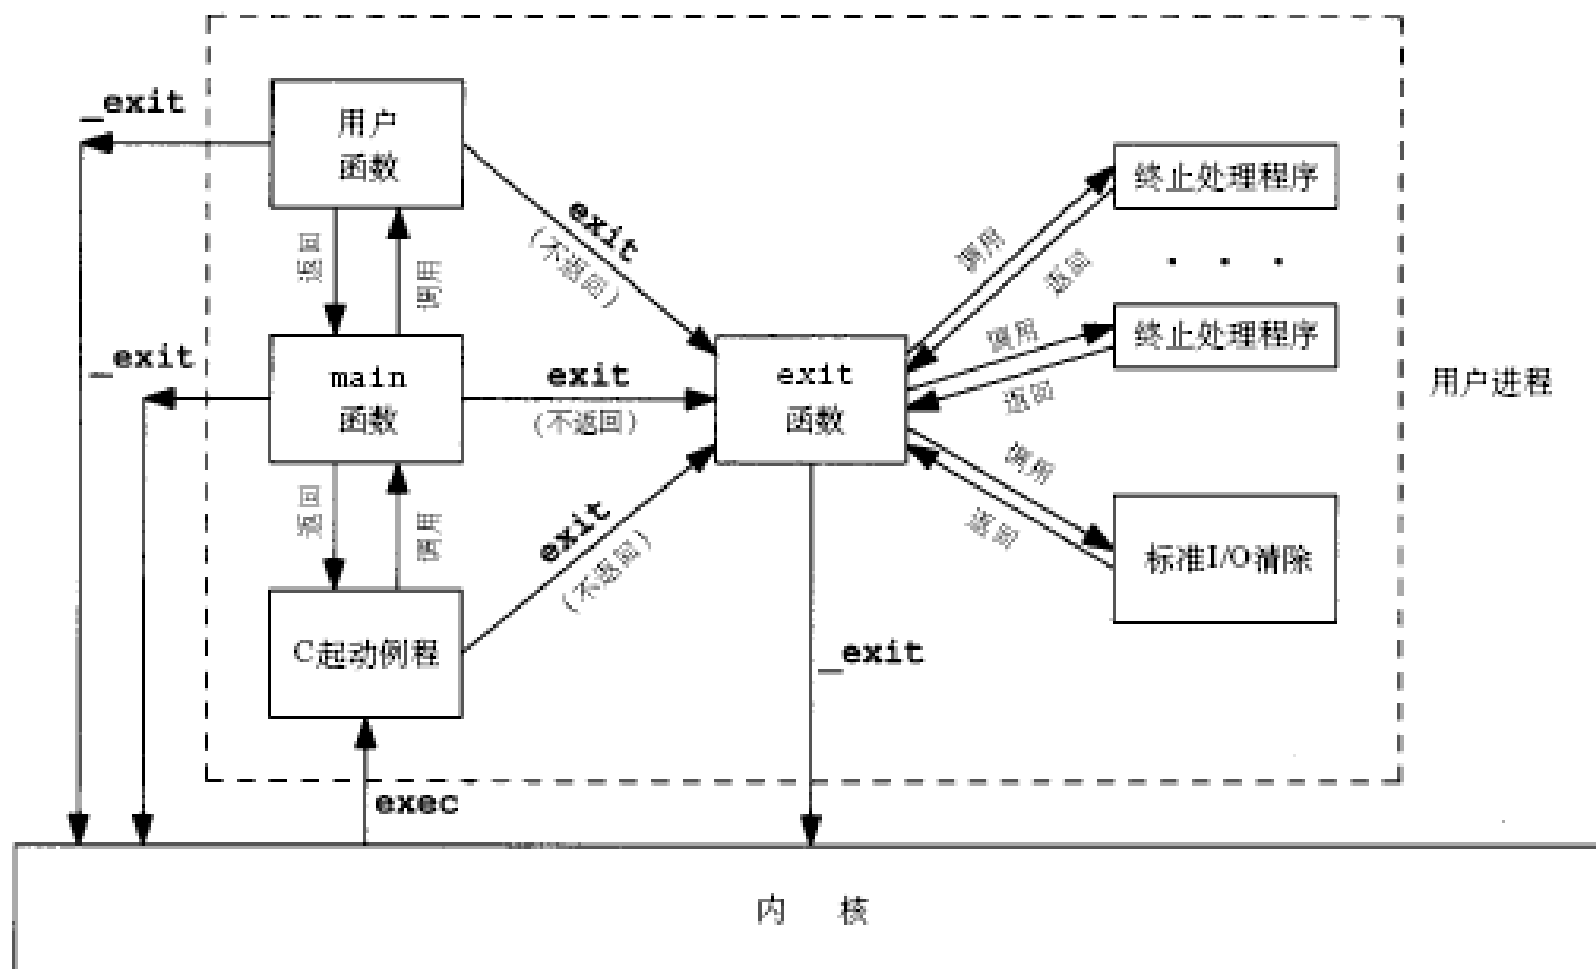 _exit
用户
函数
exit
(不返回)
返回
调用
终止处理程序
调用
返回
. . .
_exit
main
函数
exit
(不返回)
exit
函数
调用
返回
终止处理程序
用户进程
返回
调用
exit
(不返回)
调用
返回
标准I/O清除
C起动例程
_exit
exec
内 核